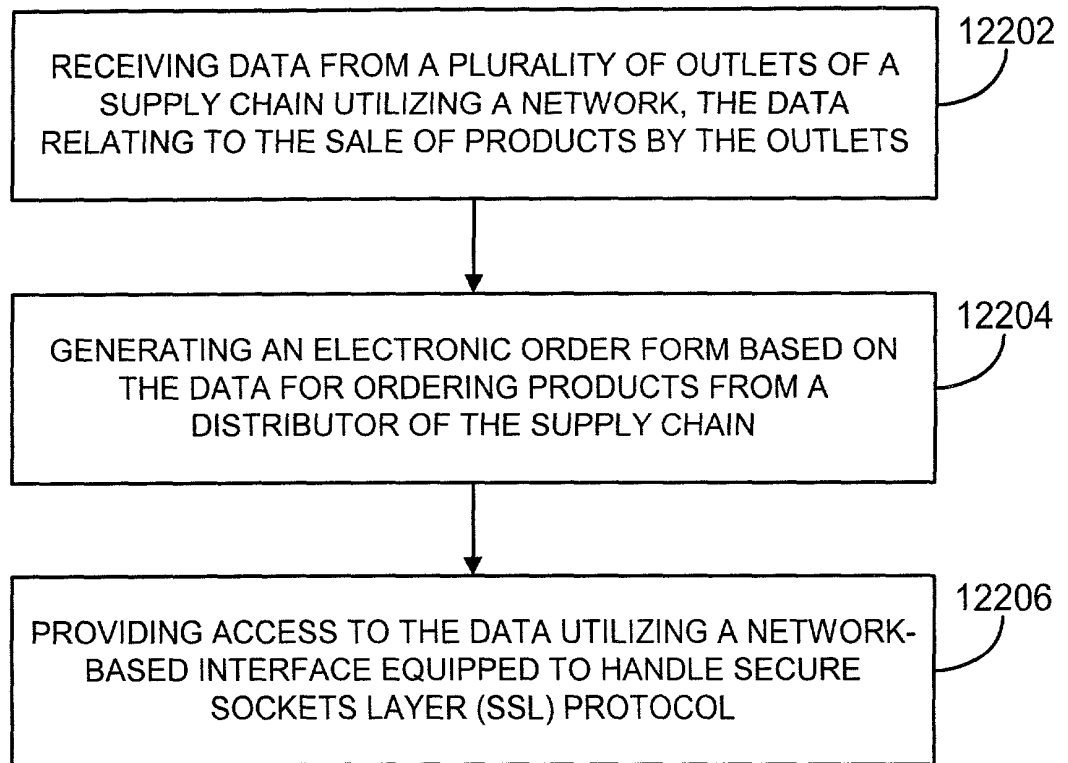 12202
RECEIVING DATA FROM A PLURALITY OF OUTLETS OF A
SUPPLY CHAIN UTILIZING A NETWORK, THE DATA
RELATING TO THE SALE OF PRODUCTS BY THE OUTLETS
12204
GENERATING AN ELECTRONIC ORDER FORM BASED ON
THE DATA FOR ORDERING PRODUCTS FROM A
DISTRIBUTOR OF THE SUPPLY CHAIN
12206
PROVIDING ACCESS TO THE DATA UTILIZING A NETWORK-
BASED INTERFACE EQUIPPED TO HANDLE SECURE
SOCKETS LAYER (SSL) PROTOCOL